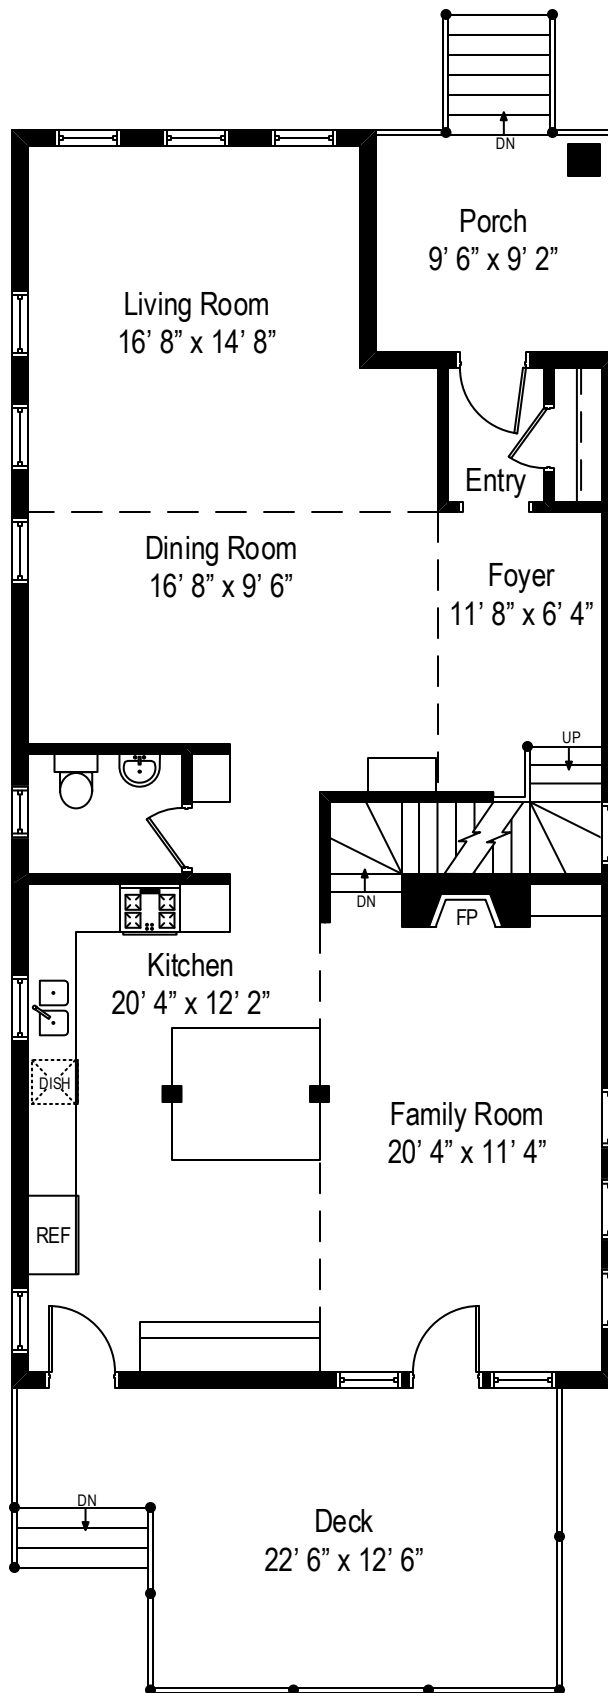 DN
Porch
9’ 6” x 9’ 2”
Living Room
16’ 8” x 14’ 8”
Entry
Dining Room
16’ 8” x 9’ 6”
Foyer
11’ 8” x 6’ 4”
UP
DN
FP
Kitchen
20’ 4” x 12’ 2”
DISH
Family Room
20’ 4” x 11’ 4”
REF
DN
Deck
22’ 6” x 12’ 6”